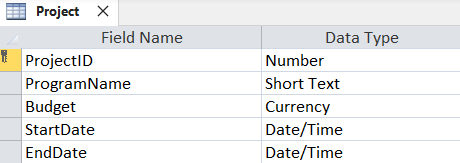 Project
Field Name Data Type
ProjectID Number
ProgramName Short Text
Budget Currency
StartDate Date/Time
EndDate Date/Time